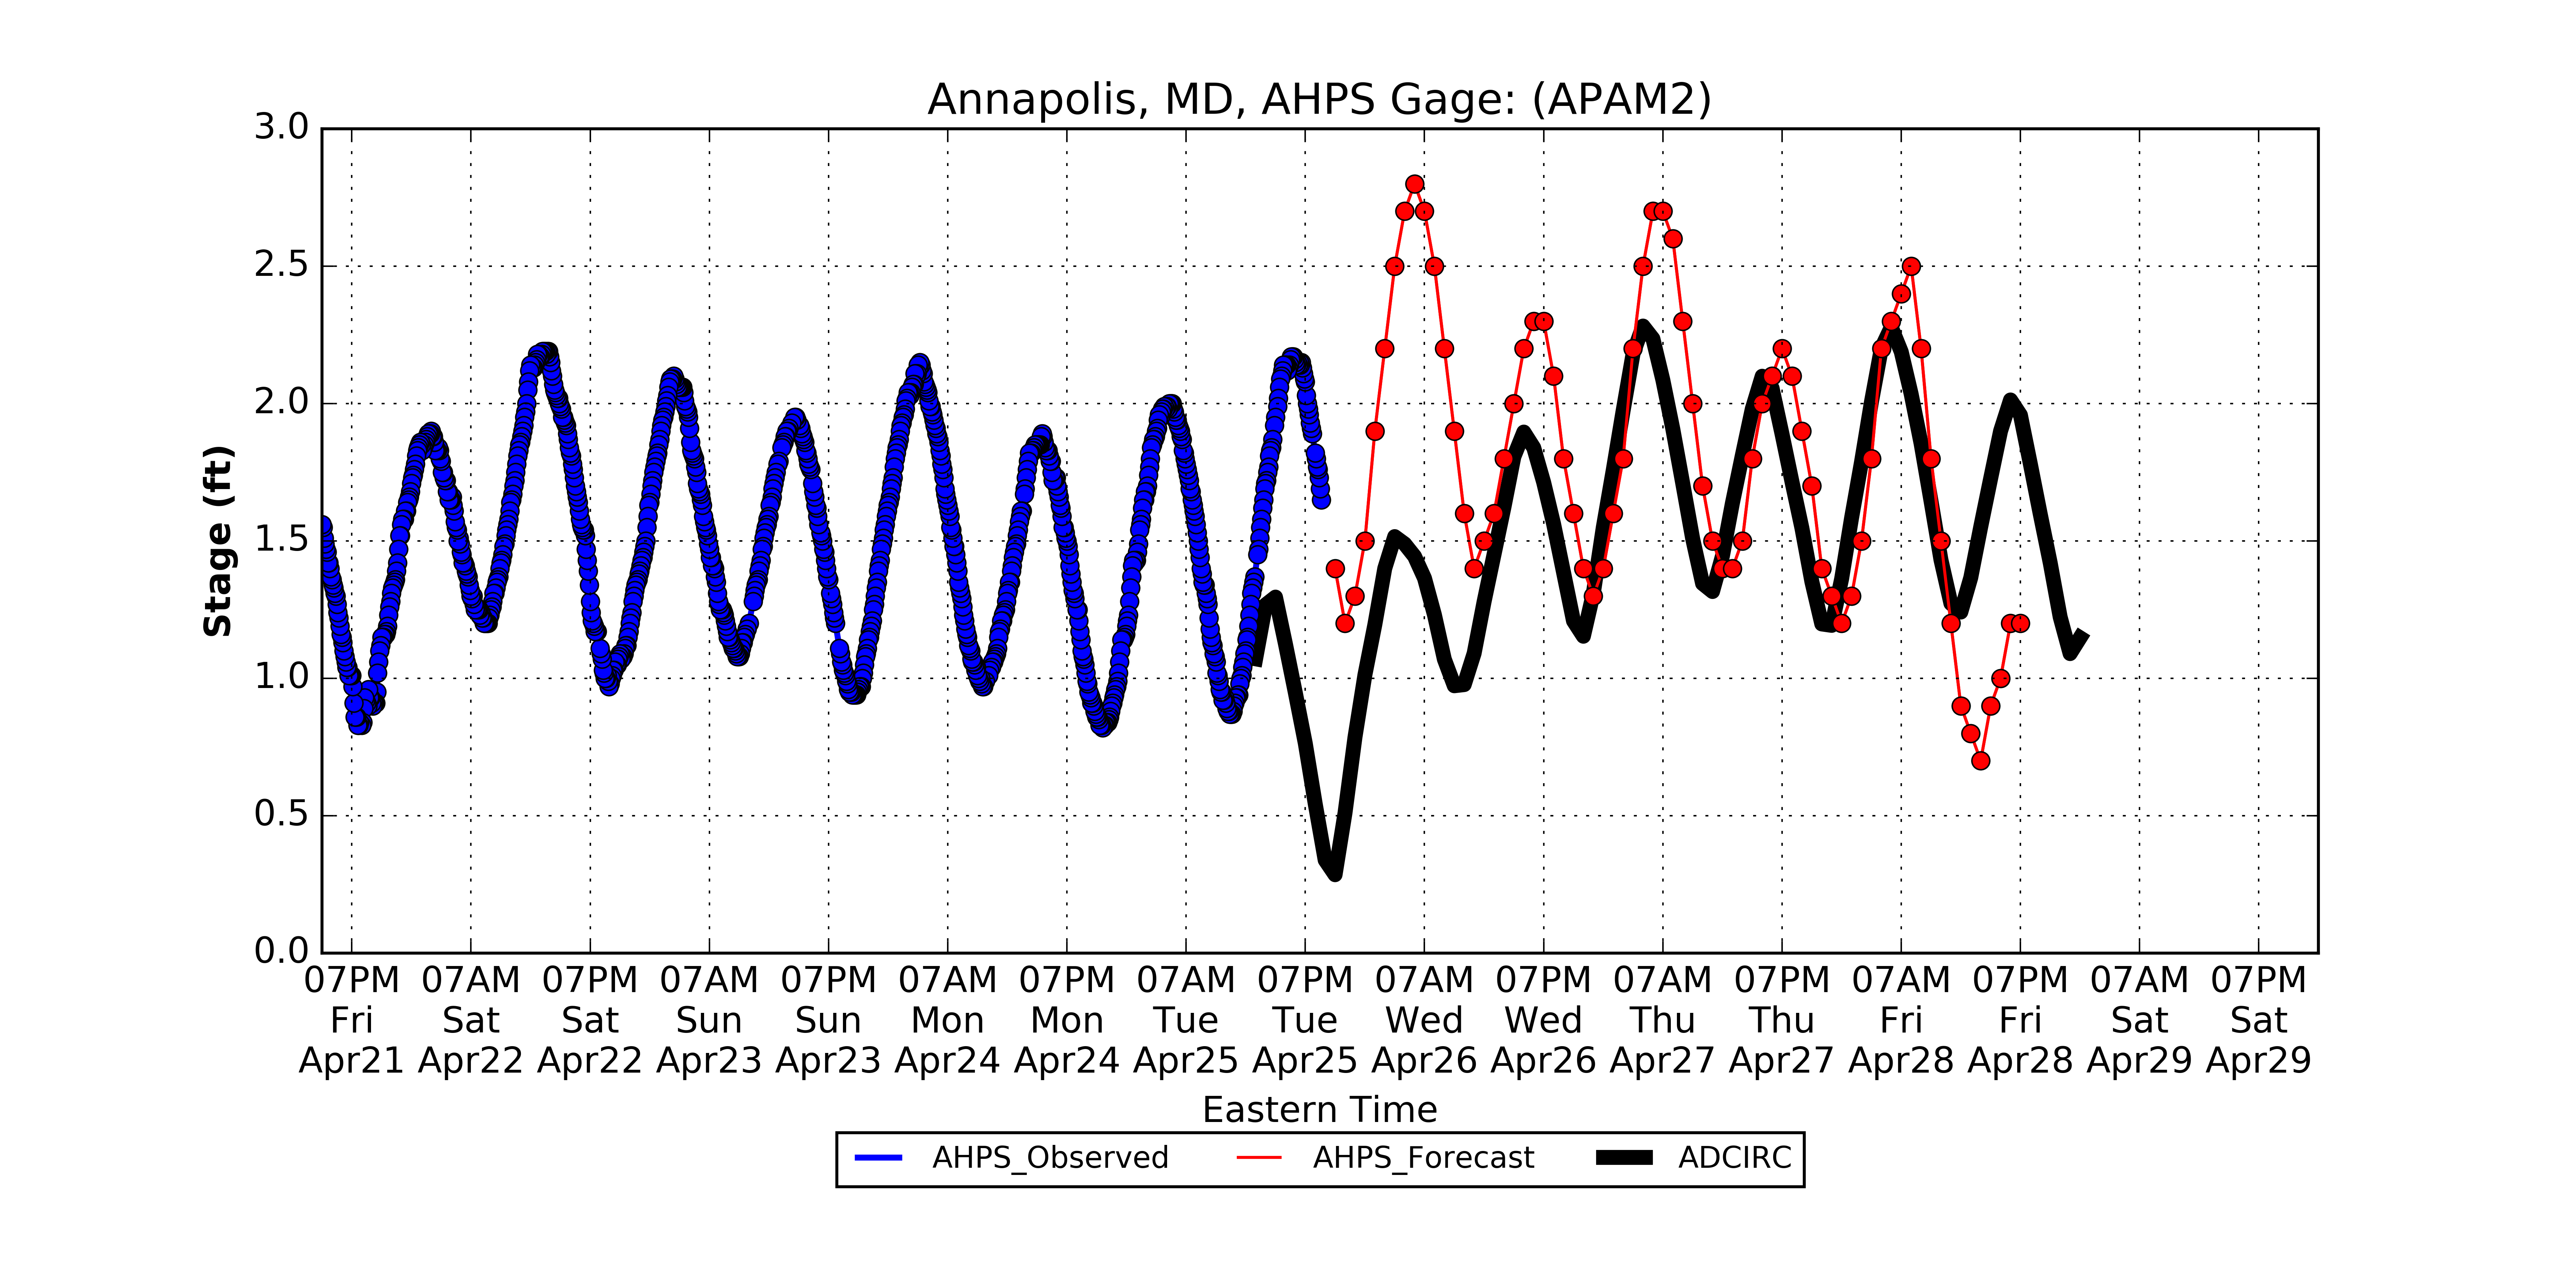 Annapolis, MD, AHPS Gage: (APAM2)
3.0
2.5
2.0
1.5
1.0
0.5
0.0
Stage (ft)
07PM 07AM 07PM 07AM 07PM 07AM 07PM 07AM 07PM 07AM 07PM 07AM 07PM 07AM 07PM 07AM 07PM
Fri Sat Sat Sun Sun Mon Mon Tue Tue Wed Wed Thu Thu Fri Fri Sat Sat
Apr21 Apr22 Apr22 Apr23 Apr23 Apr24 Apr24 Apr25 Apr25 Apr26 Apr26 Apr27 Apr27 Apr28 Apr28 Apr29 Apr29
Eastern Time
AHPS_Observed AHPS_Forecast ADCIRC